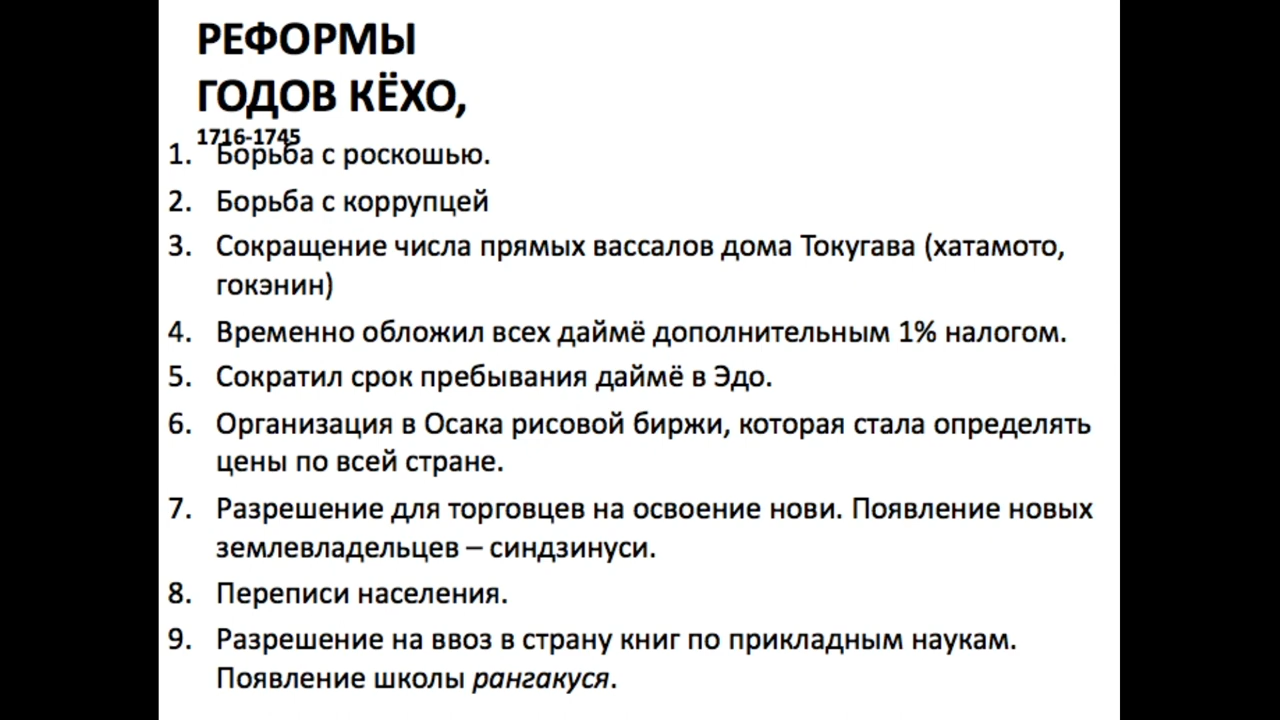 РЕФОРМЫ
ГОДОВ КЁХО,
1716-1745
1. Борьба с роскошью.
2. Борьба с коррупцей
3. Сокращение числа прямых вассалов дома Токугава (хатамото,
гокэнин)
4. Временно обложил всех даймё дополнительным 1% налогом.
5. Сократил срок пребывания даймё в Эдо.
6. Организация в Осака рисовой биржи, которая стала определять
цены по всей стране.
7. Разрешение для торговцев на освоение нови. Появление новых
землевладельцев – синдзинуси.
8. Переписи населения.
9. Разрешение на ввоз в страну книг по прикладным наукам.
Появление школы рангакуся.